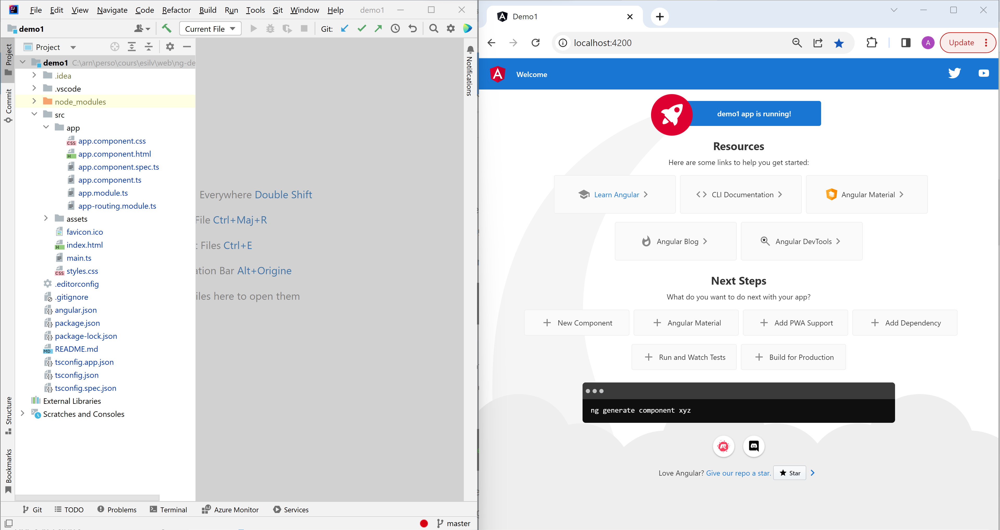 File Edit View Navigate Code Refactor Build Run Tools Git Window Help demo1
demo1 Current File Git:
Project
Project
Commit
Structure
Bookmarks
demo1 C:\arn\perso\cours\esilv\web\ng-de
.idea
.vscode
node_modules
src
app
app.component.css
app.component.html
app.component.spec.ts
app.component.ts
app.module.ts
app-routing.module.ts
assets
favicon.ico
index.html
main.ts
styles.css
.editorconfig
.gitignore
angular.json
package.json
package-lock.json
README.md
tsconfig.app.json
tsconfig.json
tsconfig.spec.json
External Libraries
Scratches and Consoles
Everywhere Double Shift
File Ctrl+Maj+R
Files Ctrl+E
ation Bar Alt+Origine
iles here to open them
Notifications
Git TODO Problems Terminal Azure Monitor Services
master
Demo1
localhost:4200
A
Update
Welcome
demo1 app is running!
Resources
Here are some links to help you get started:
Learn Angular CLI Documentation Angular Material
Angular Blog Angular DevTools
Next Steps
What do you want to do next with your app?
New Component Angular Material Add PWA Support Add Dependency
Run and Watch Tests Build for Production
ng generate component xyz
Love Angular? Give our repo a star. Star